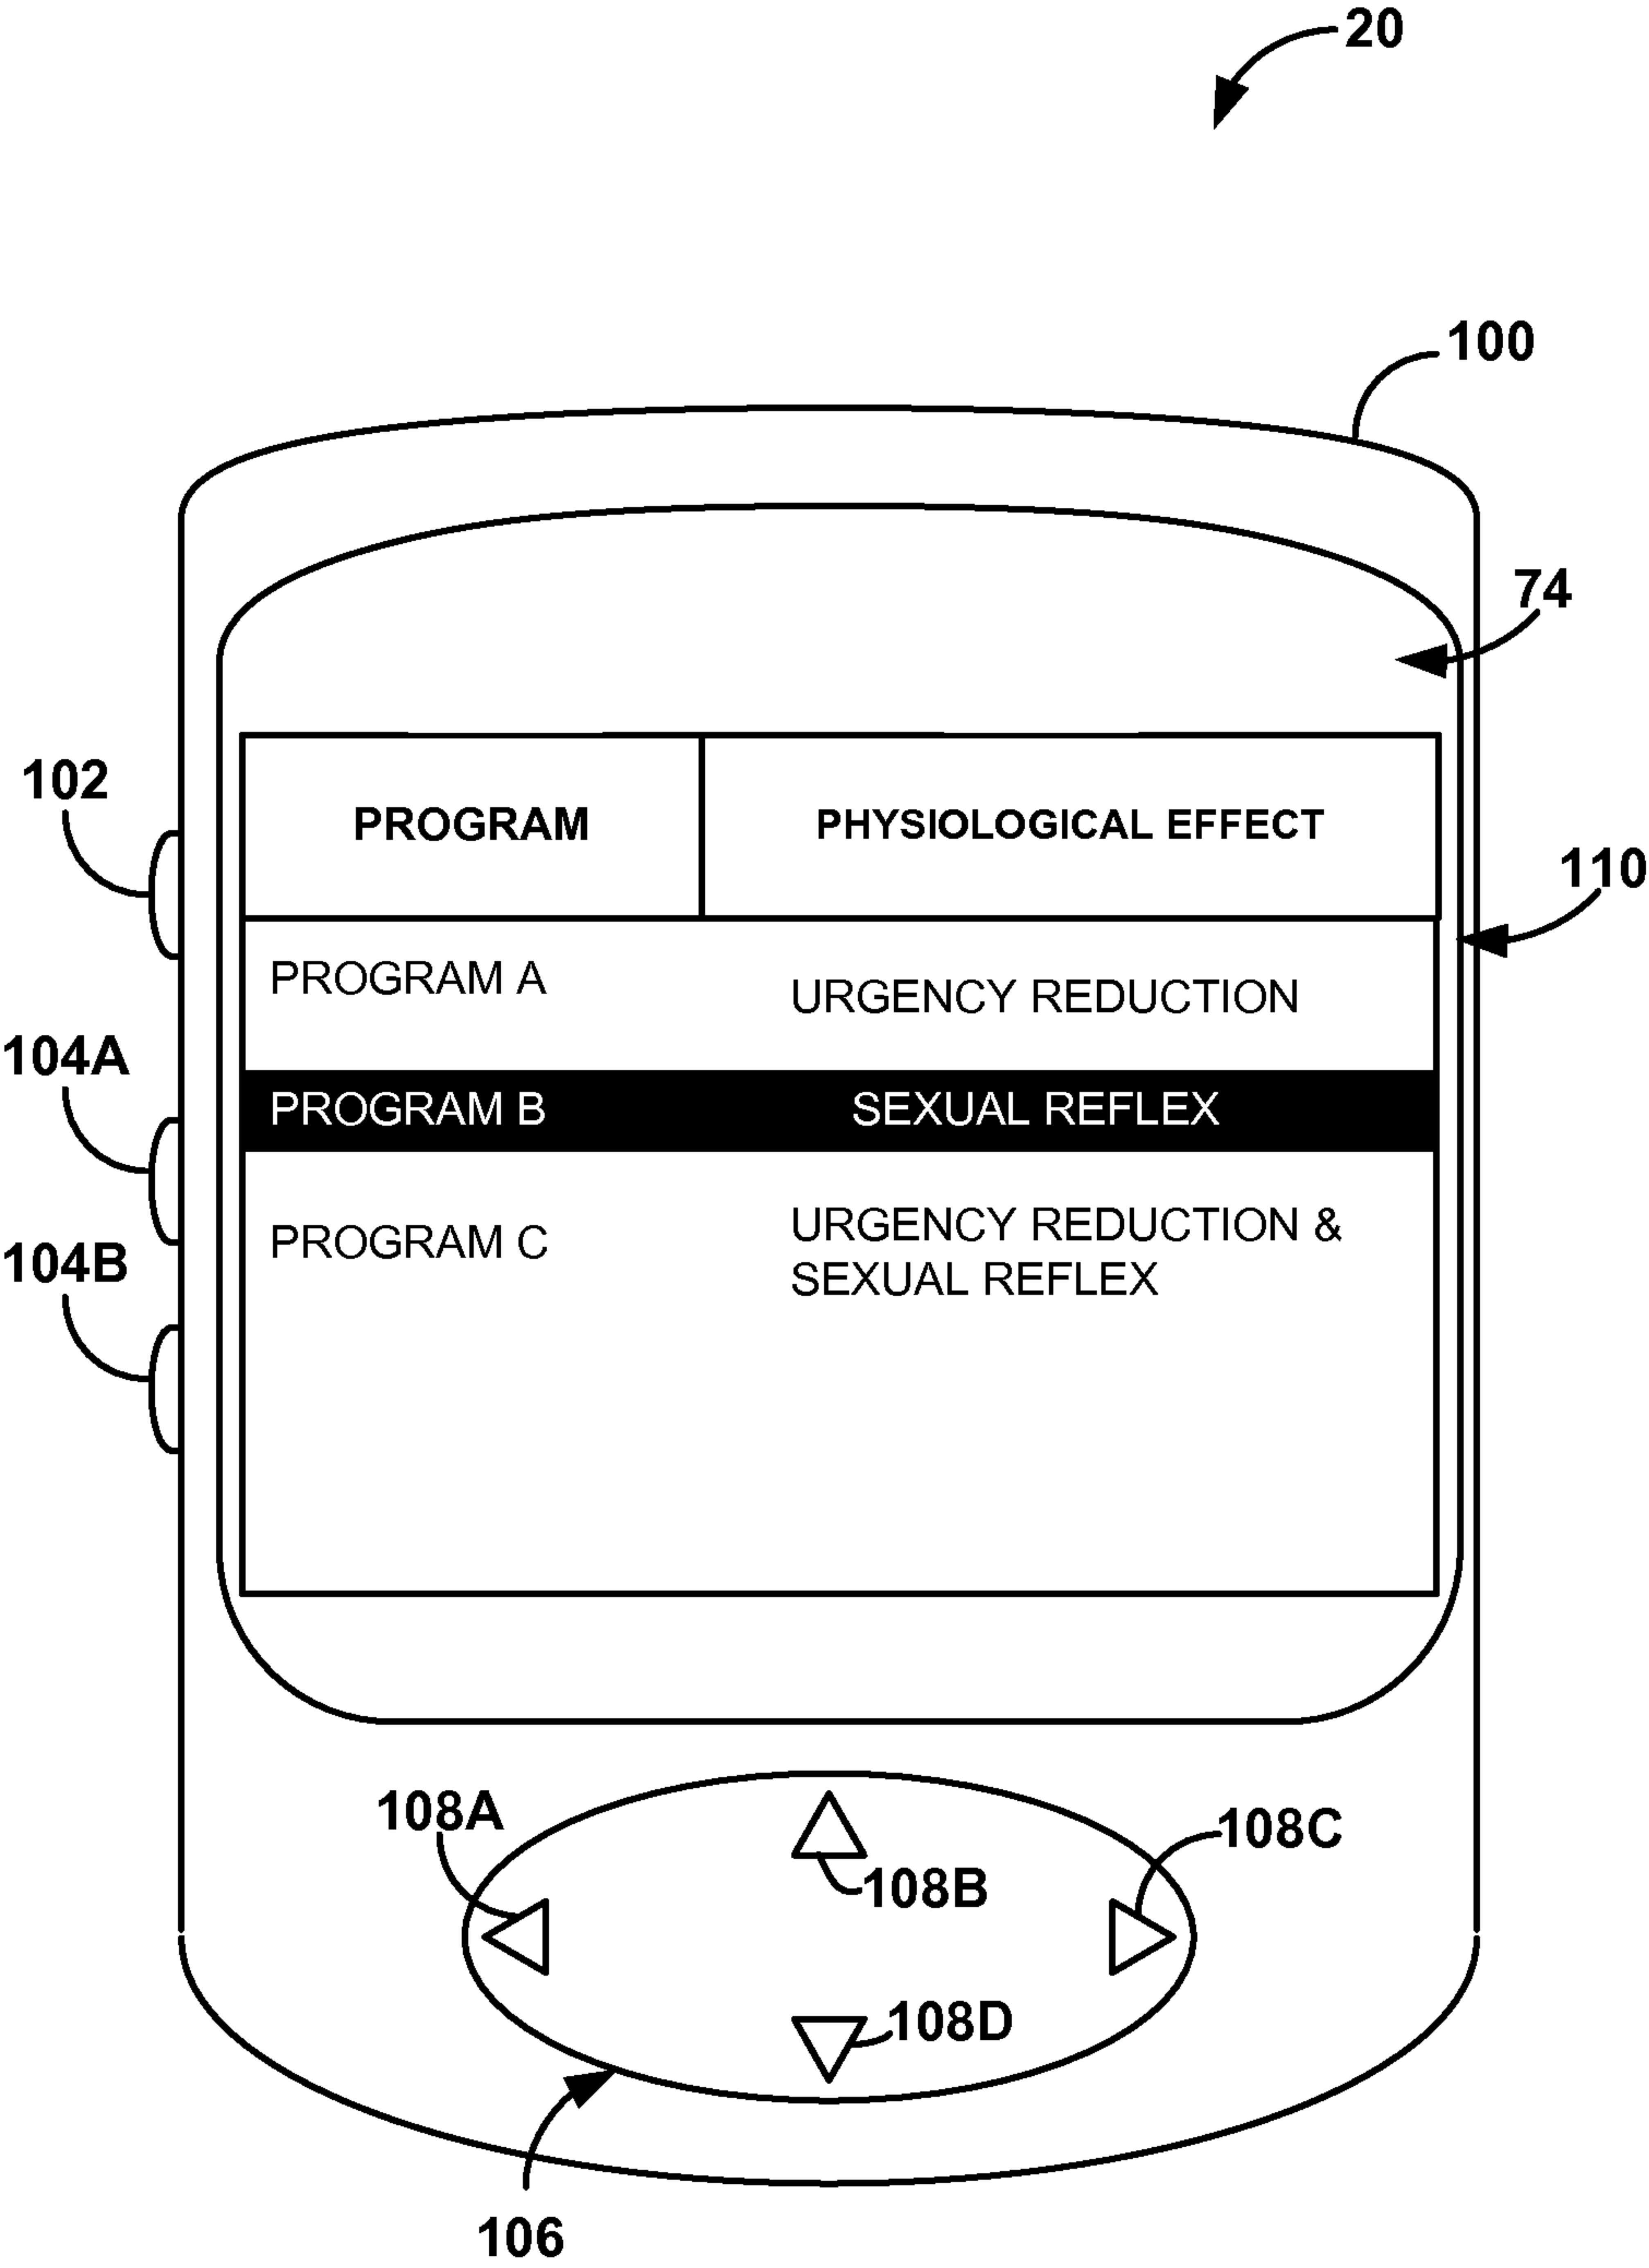 20
100
74
102
PROGRAM PHYSIOLOGICAL EFFECT
110
PROGRAM A URGENCY REDUCTION
104A
PROGRAM B SEXUAL REFLEX
104B
PROGRAM C URGENCY REDUCTION &
SEXUAL REFLEX
108A
108C
108B
108D
106